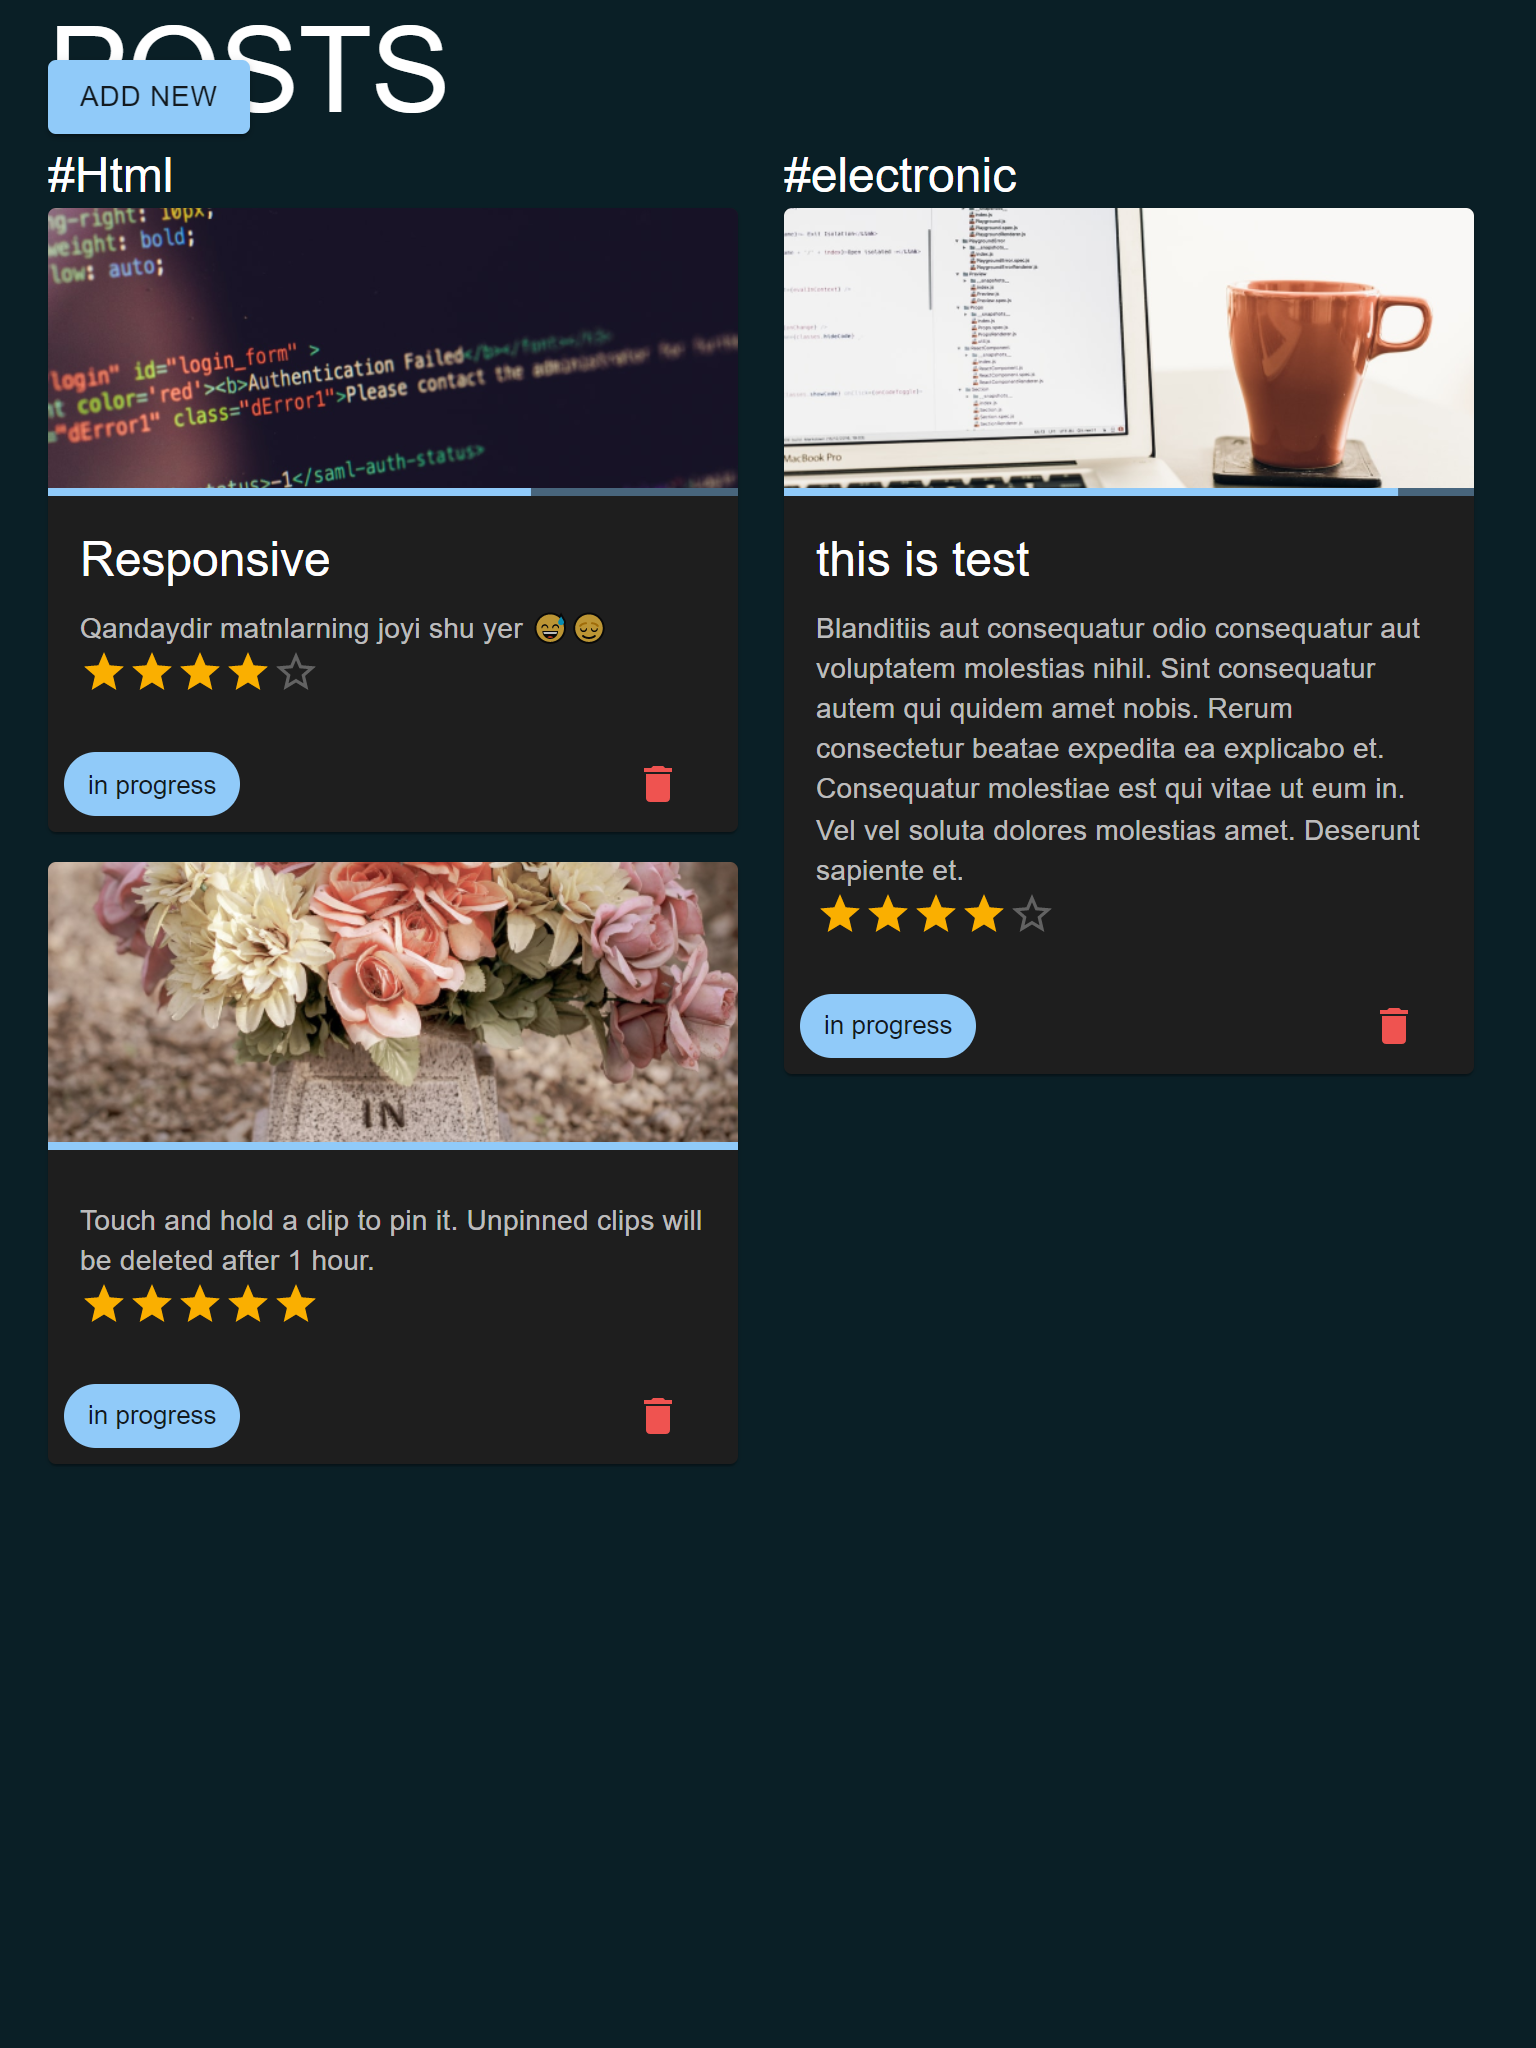 POSTS
ADD NEW
#Html
ng-right: 10px;
weight: bold;
low: auto;
login" id="login_form" >
Authentication Failed</b></font></h3>
nt color='red'><b>
="dError1" class="dError1">Please contact the administrator for
tatus>-1</saml-auth-status>
Responsive
Qandaydir matnlarning joyi shu yer 😅😌
in progress
IN
Touch and hold a clip to pin it. Unpinned clips will
be deleted after 1 hour.
in progress
#electronic
MacBook Pro
this is test
Blanditiis aut consequatur odio consequatur aut
voluptatem molestias nihil. Sint consequatur
autem qui quidem amet nobis. Rerum
consectetur beatae expedita ea explicabo et.
Consequatur molestiae est qui vitae ut eum in.
Vel vel soluta dolores molestias amet. Deserunt
sapiente et.
in progress